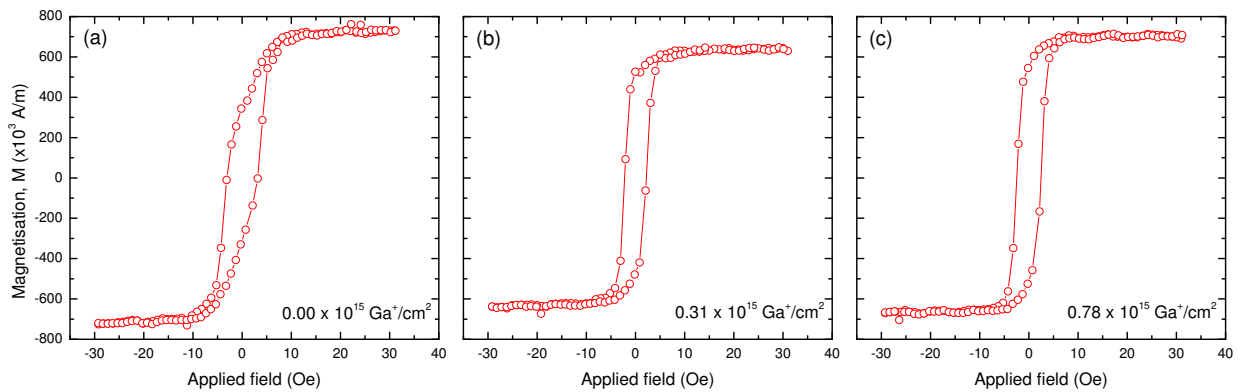 (a)
(b)
(c)
Magnetisation, M (x10³ A/m)
800
600
400
200
0
-200
-400
-600
-800
0.00 x 10¹⁵ Ga⁺/cm²
0.31 x 10¹⁵ Ga⁺/cm²
0.78 x 10¹⁵ Ga⁺/cm²
-30 -20 -10 0 10 20 30 40
-30 -20 -10 0 10 20 30 40
-30 -20 -10 0 10 20 30 40
Applied field (Oe)
Applied field (Oe)
Applied field (Oe)